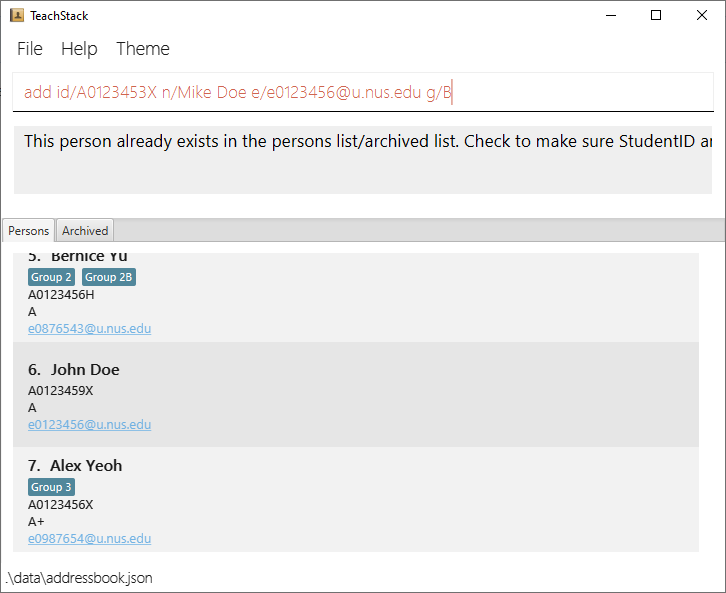 TeachStack
File Help Theme
add id/A0123453X n/Mike Doe e/e0123456@u.nus.edu g/B
This person already exists in the persons list/archived list. Check to make sure StudentID
Persons Archived
5. Bernice Yu
Group 2 Group 2B
A0123456H
A
e0876543@u.nus.edu
6. John Doe
A0123459X
A
e0123456@u.nus.edu
7. Alex Yeoh
Group 3
A0123456X
A+
e0987654@u.nus.edu
.\data\addressbook.json